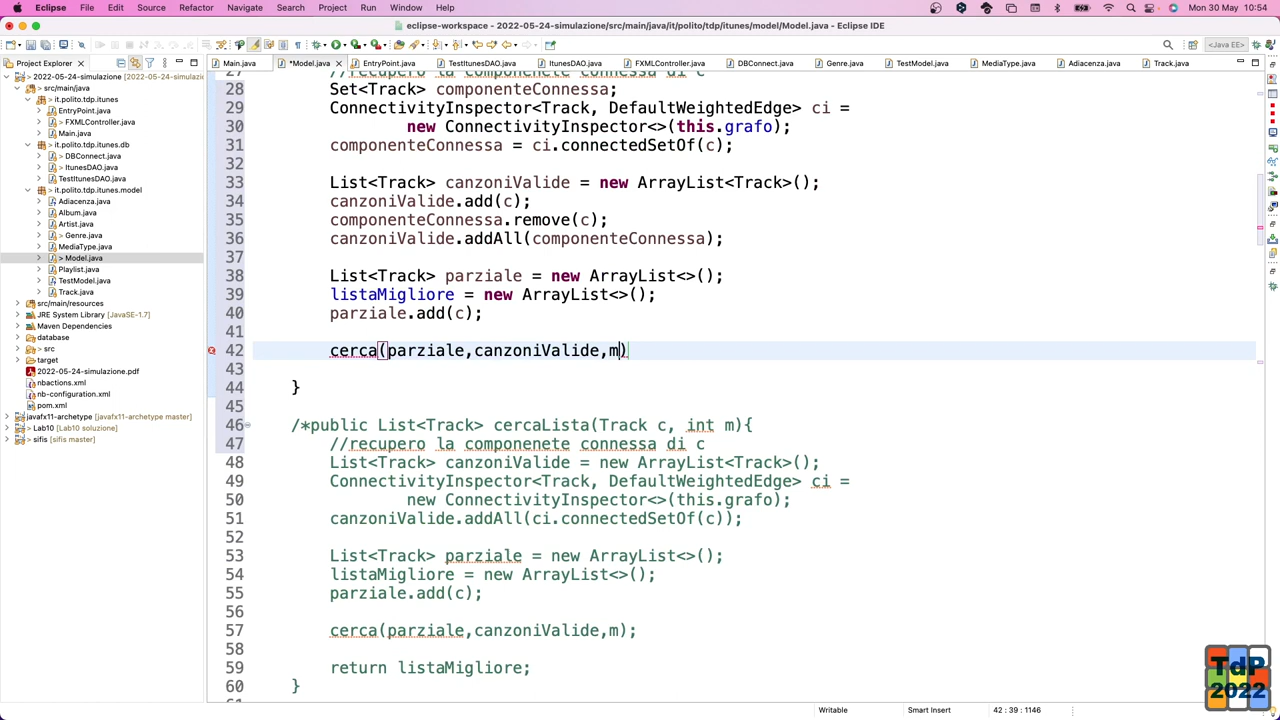 Eclipse File Edit Source Refactor Navigate Search Project Run Window Help Mon 30 May 10:54
eclipse-workspace - 2022-05-24-simulazione/src/main/java/it/polito/tdp/itunes/model/Model.java - Eclipse IDE
<Java EE>
Project Explorer
Main.java *Model.java EntryPoint.java TestItunesDAO.java ItunesDAO.java FXMLController.java DBConnect.java Genre.java TestModel.java MediaType.java Adiacenza.java Track.java
2022-05-24-simulazione [2022-05-24-simulazi
src/main/java
it.polito.tdp.itunes
EntryPoint.java
> FXMLController.java
Main.java
> it.polito.tdp.itunes.db
DBConnect.java
> ItunesDAO.java
TestItunesDAO.java
> it.polito.tdp.itunes.model
Adiacenza.java
Album.java
Artist.java
> Genre.java
MediaType.java
> Model.java
Playlist.java
TestModel.java
Track.java
src/main/resources
JRE System Library [JavaSE-1.7]
Maven Dependencies
database
> src
target
2022-05-24-simulazione.pdf
nbactions.xml
nb-configuration.xml
pom.xml
javafx11-archetype [javafx11-archetype master]
> Lab10 [Lab10 soluzione]
> sifis [sifis master]
27 //recupero la componenete connessa di c
28 Set<Track> componenteConnessa;
29 ConnectivityInspector<Track, DefaultWeightedEdge> ci =
30 new ConnectivityInspector<>(this.grafo);
31 componenteConnessa = ci.connectedSetOf(c);
32
33 List<Track> canzoniValide = new ArrayList<Track>();
34 canzoniValide.add(c);
35 componenteConnessa.remove(c);
36 canzoniValide.addAll(componenteConnessa);
37
38 List<Track> parziale = new ArrayList<>();
39 listaMigliore = new ArrayList<>();
40 parziale.add(c);
41
42 cerca(parziale,canzoniValide,m)
43
44 }
45
46 /*public List<Track> cercaLista(Track c, int m){
47 //recupero la componenete connessa di c
48 List<Track> canzoniValide = new ArrayList<Track>();
49 ConnectivityInspector<Track, DefaultWeightedEdge> ci =
50 new ConnectivityInspector<>(this.grafo);
51 canzoniValide.addAll(ci.connectedSetOf(c));
52
53 List<Track> parziale = new ArrayList<>();
54 listaMigliore = new ArrayList<>();
55 parziale.add(c);
56
57 cerca(parziale,canzoniValide,m);
58
59 return listaMigliore;
60 }
61
Writable Smart Insert 42 : 39 : 1146
TdP
2022